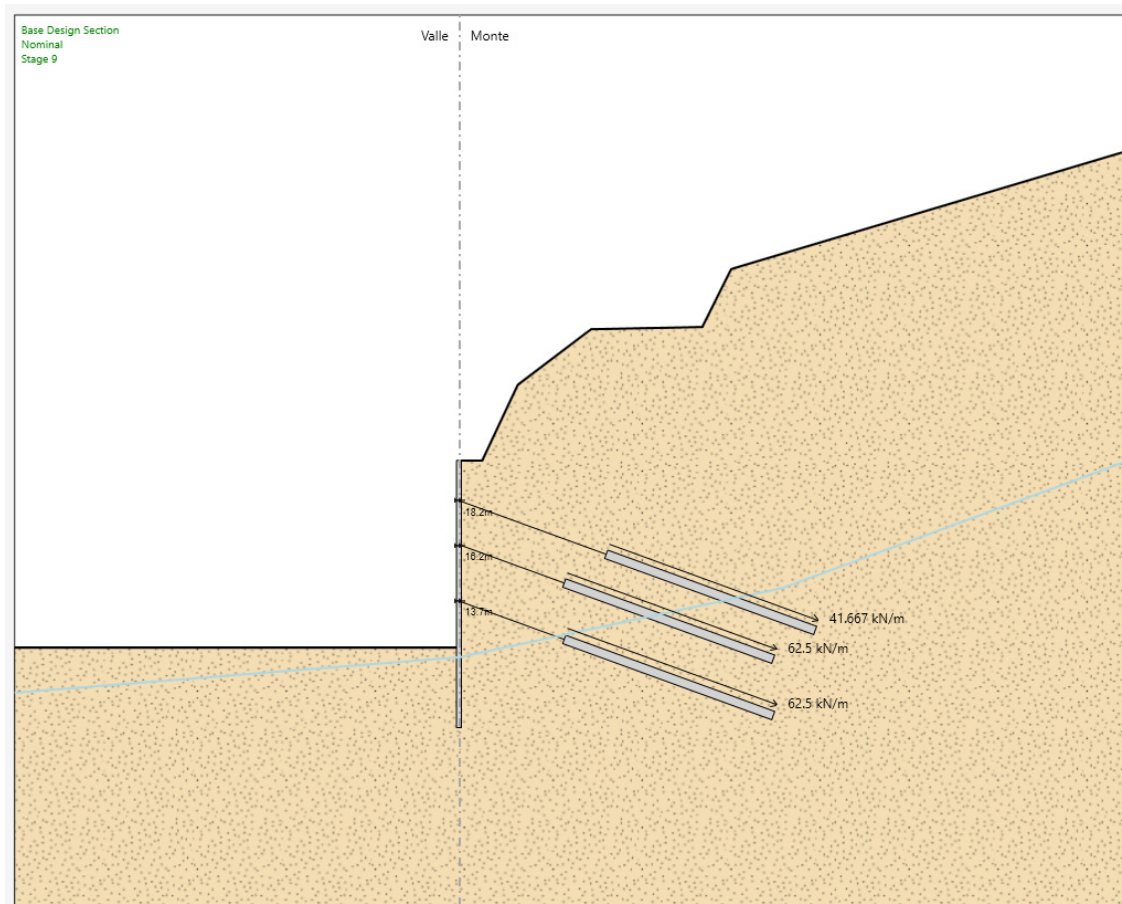 Base Design Section
Nominal
Stage 9
Valle
Monte
18.2m
16.2m
13.7m
41.667 kN/m
62.5 kN/m
62.5 kN/m